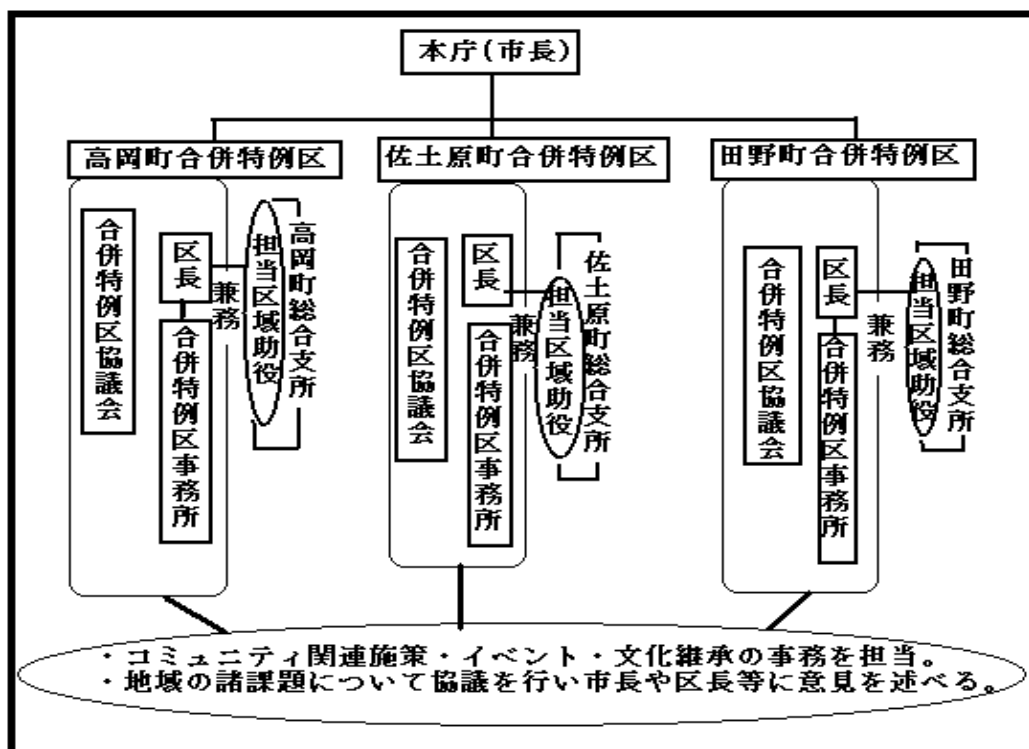 本庁(市長)
高岡町合併特例区
佐土原町合併特例区
田野町合併特例区
合併特例区協議会
区長
合併特例区事務所
兼務
担当区域助役
高岡町総合支所
合併特例区協議会
区長
合併特例区事務所
兼務
担当区域助役
佐土原町総合支所
合併特例区協議会
区長
合併特例区事務所
兼務
担当区域助役
田野町総合支所
・コミュニティ関連施策・イベント・文化継承の事務を担当。
・地域の諸課題について協議を行い市長や区長等に意見を述べる。